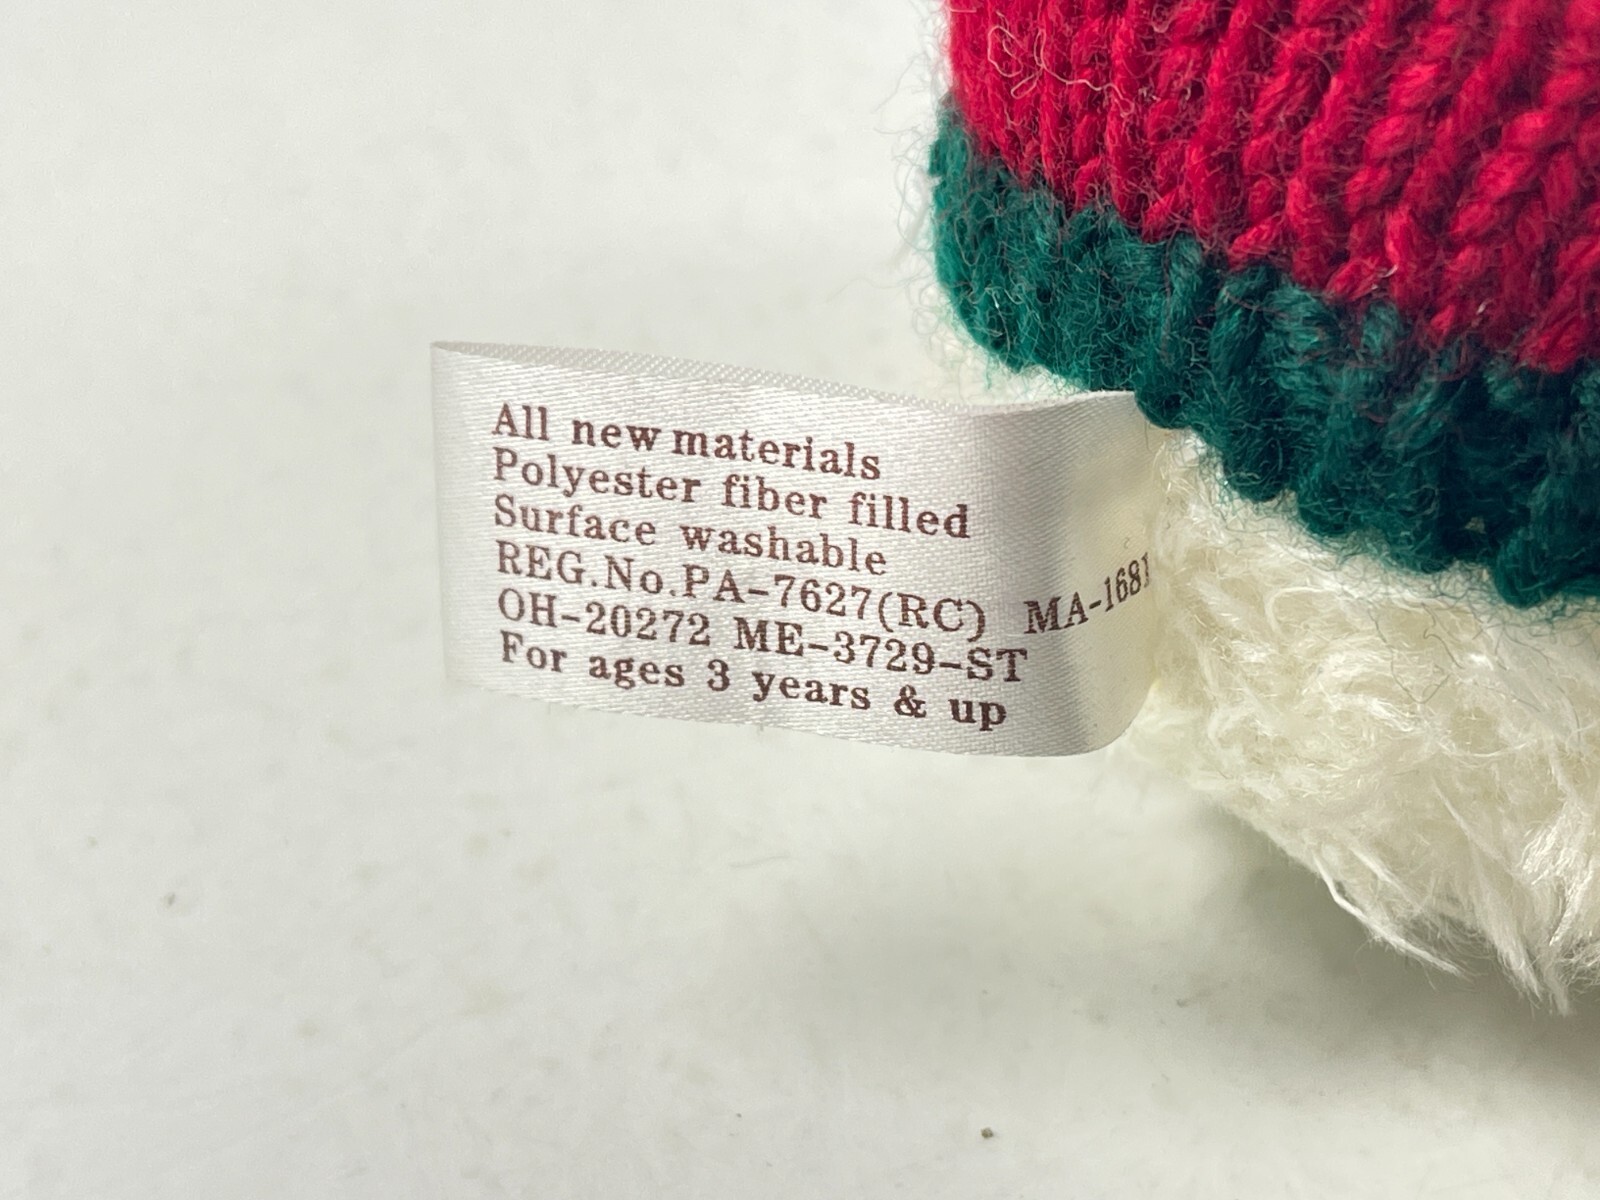 All new materials
Polyester fiber filled
Surface washable
REG.No.PA-7627(RC) MA-1681
OH-20272 ME-3729-ST
For ages 3 years & up